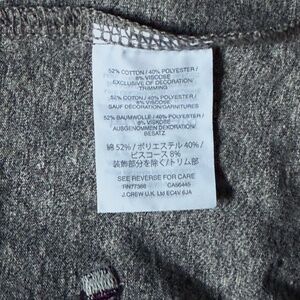 52% COTTON / 40% POLYESTER /
8% VISCOSE
EXCLUSIVE OF DECORATION/
TRIMMING
52% COTON / 40% POLYESTER /
8% VISCOSE
SAUF DÉCORATION/GARNITURES
52% BAUMWOLLE / 40% POLYESTER /
8% VISKOSE
AUSGENOMMEN DEKORATION/
BESATZ
綿 52% / ポリエステル 40% /
ビスコース 8%
装飾部分を除く/トリム部
SEE REVERSE FOR CARE
RN77388 CA56445
J.CREW U.K. Ltd EC4V 6JA